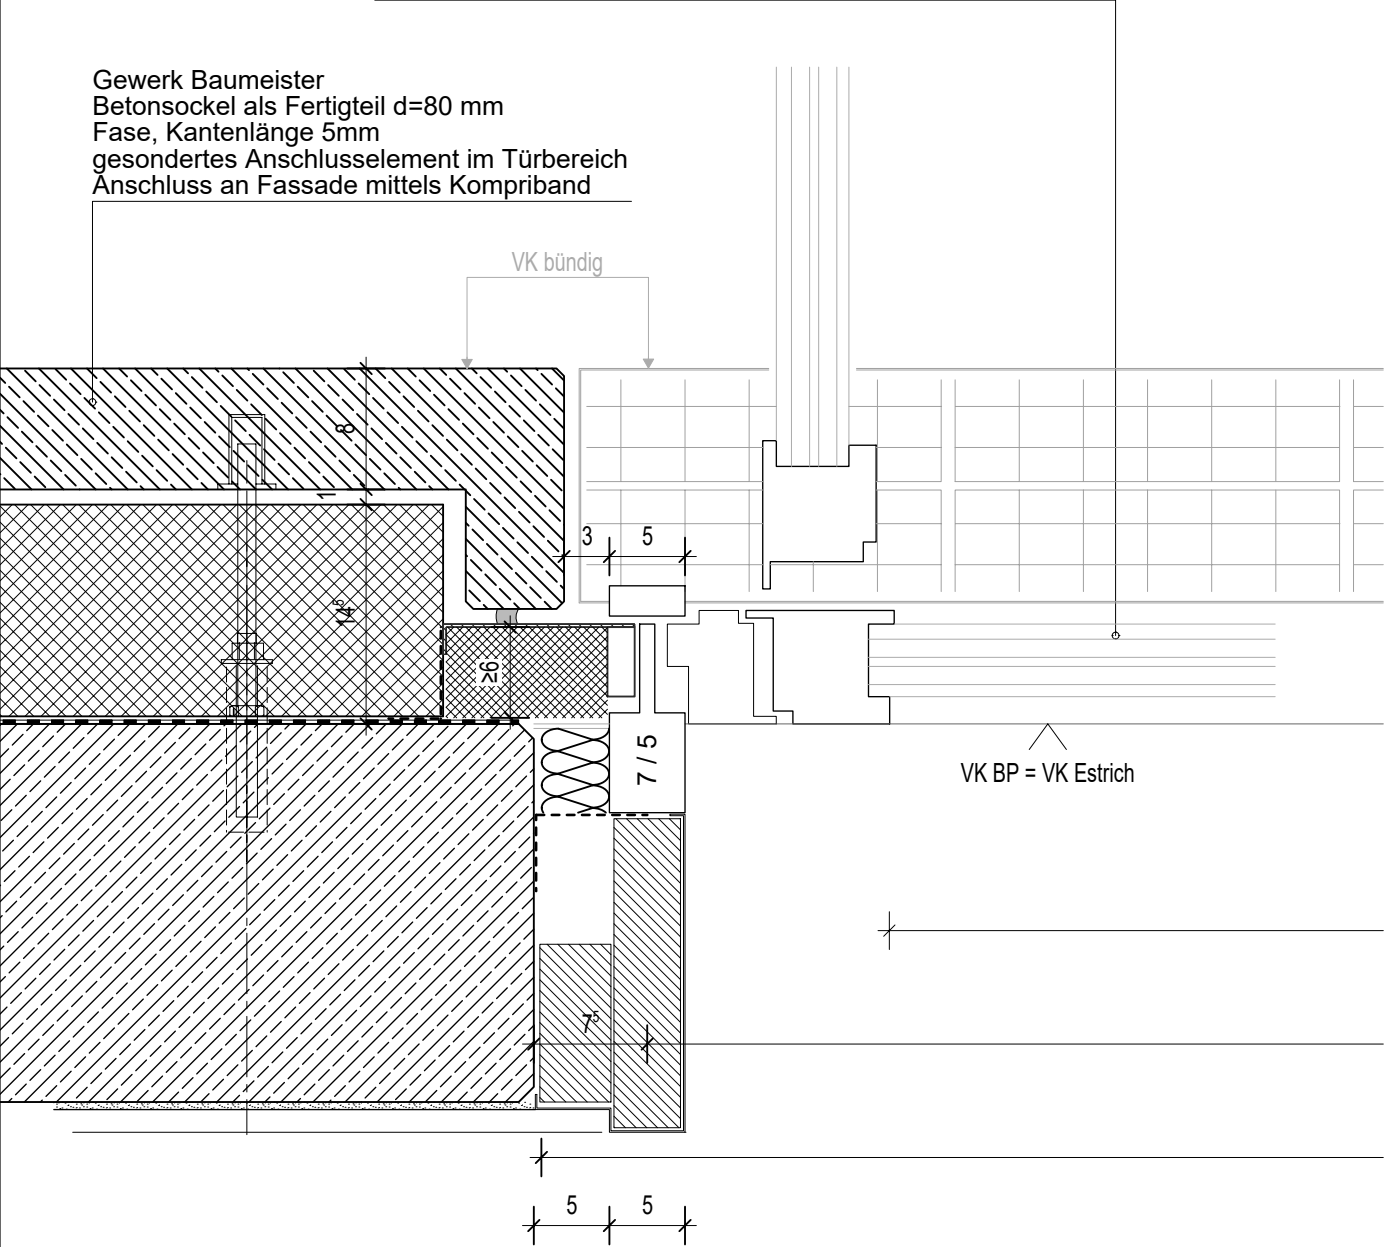 Gewerk Baumeister
Betonsockel als Fertigteil d=80 mm
Fase, Kantenlänge 5mm
gesondertes Anschlusselement im Türbereich
Anschluss an Fassade mittels Kompriband
VK bündig
8
1
3
5
14⁵
≥6
7 / 5
VK BP = VK Estrich
7⁵
5
5